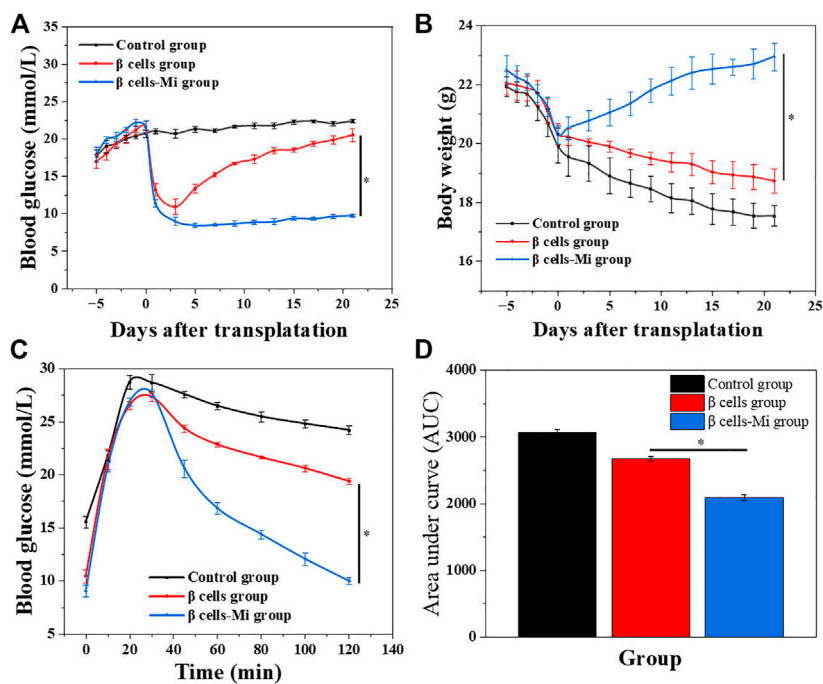 A
Control group
β cells group
β cells-Mi group
Blood glucose (mmol/L)
35
30
25
20
15
10
5
0
−5 0 5 10 15 20 25
Days after transplatation
*
B
Body weight (g)
24
22
20
18
16
Control group
β cells group
β cells-Mi group
−5 0 5 10 15 20 25
Days after transplatation
*
C
Blood glucose (mmol/L)
30
25
20
15
10
5
Control group
β cells group
β cells-Mi group
0 20 40 60 80 100 120 140
Time (min)
*
D
Area under curve (AUC)
4000
3000
2000
1000
0
Control group
β cells group
β cells-Mi group
*
Group